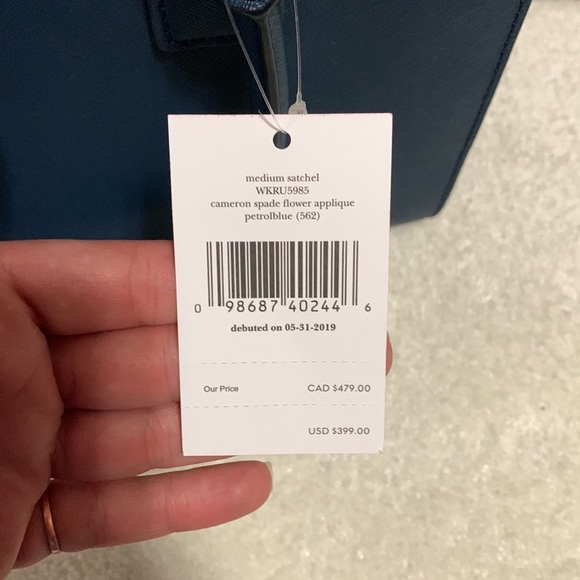 medium satchel
WKRU5985
cameron spade flower applique
petrolblue (562)
0 98687 40244 6
debuted on 05-31-2019
Our Price CAD $479.00
USD $399.00